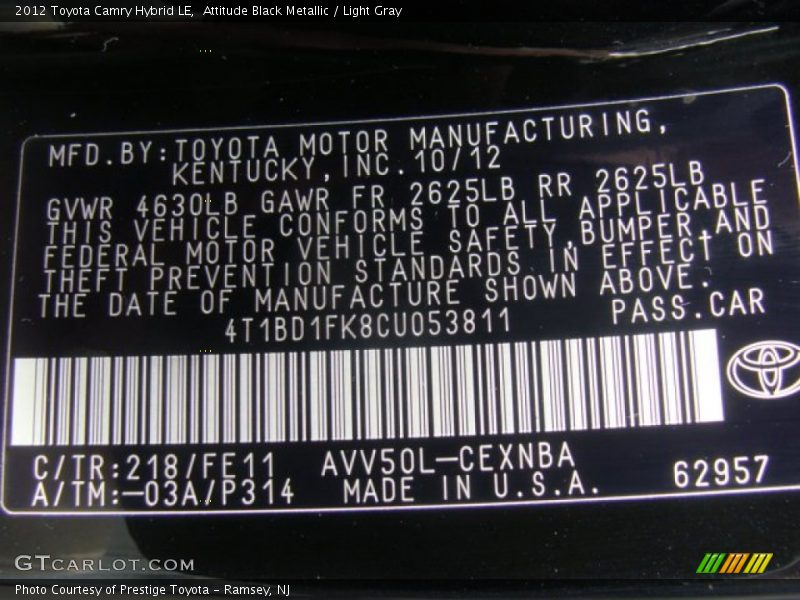 2012 Toyota Camry Hybrid LE,  Attitude Black Metallic / Light Gray
MFD.BY:TOYOTA MOTOR MANUFACTURING,
KENTUCKY,INC.10/12
GVWR 4630LB GAWR FR 2625LB RR 2625LB
THIS VEHICLE CONFORMS TO ALL APPLICABLE
FEDERAL MOTOR VEHICLE SAFETY,BUMPER,AND
THEFT PREVENTION STANDARDS IN EFFECT ON
THE DATE OF MANUFACTURE SHOWN ABOVE.
4T1BD1FK8CU053811 PASS.CAR
C/TR:218/FE11 AVV50L-CEXNBA
A/TM:-03A/P314 MADE IN U.S.A. 62957
GTCARLOT.COM
Photo Courtesy of Prestige Toyota - Ramsey, NJ